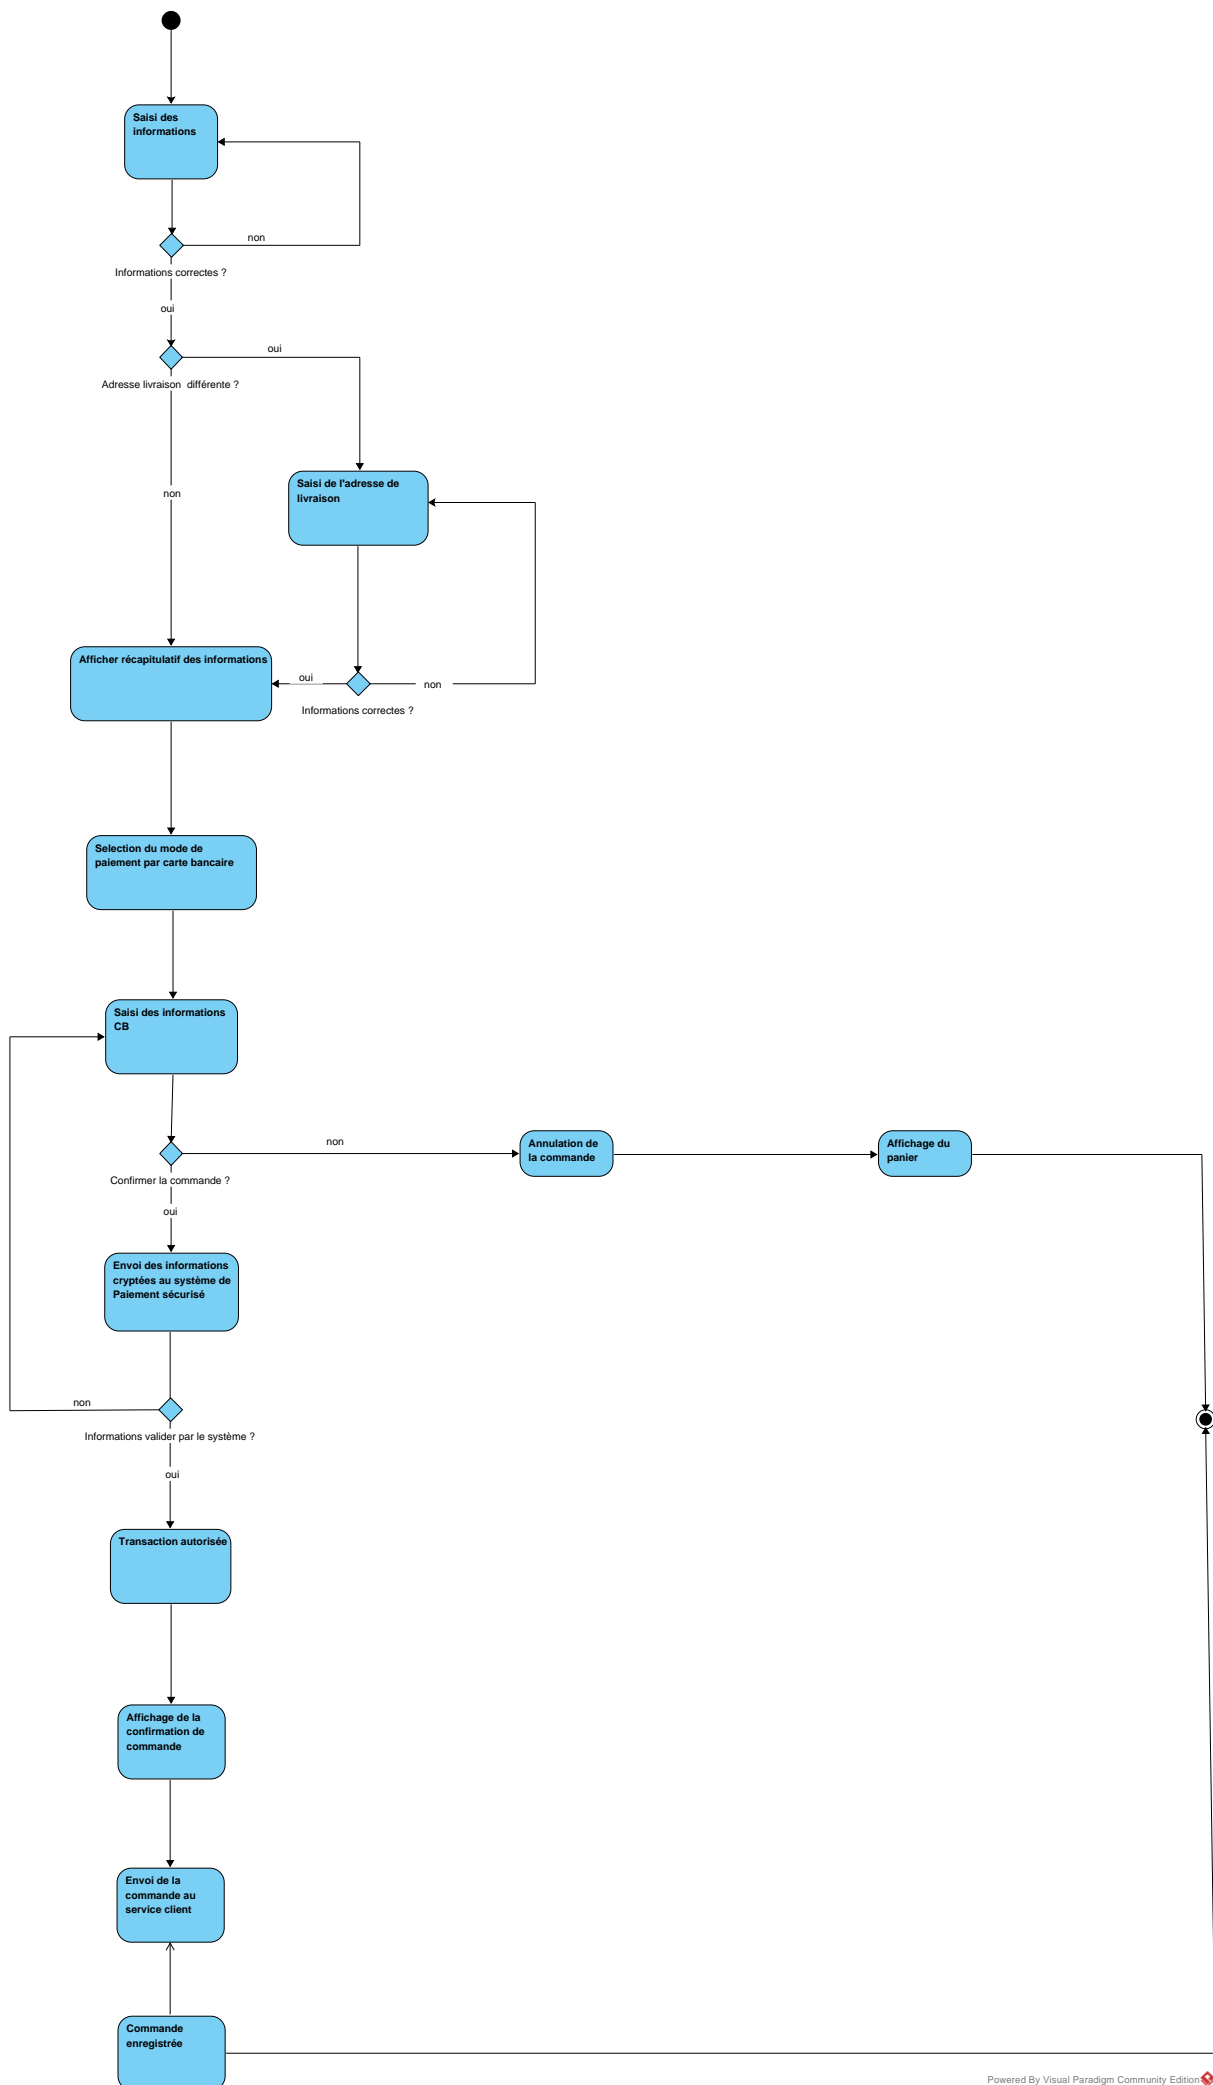 Saisi des
informations
non
Informations correctes ?
oui
oui
Adresse livraison  différente ?
Saisi de l'adresse de
livraison
non
Afficher récapitulatif des informations
oui
non
Informations correctes ?
Selection du mode de
paiement par carte bancaire
Saisi des informations
CB
non
Annulation de
la commande
Affichage du
panier
Confirmer la commande ?
oui
Envoi des informations
cryptées au système de
Paiement sécurisé
non
Informations valider par le système ?
oui
Transaction autorisée
Affichage de la
confirmation de
commande
Envoi de la
commande au
service client
Commande
enregistrée
Powered By Visual Paradigm Community Edition